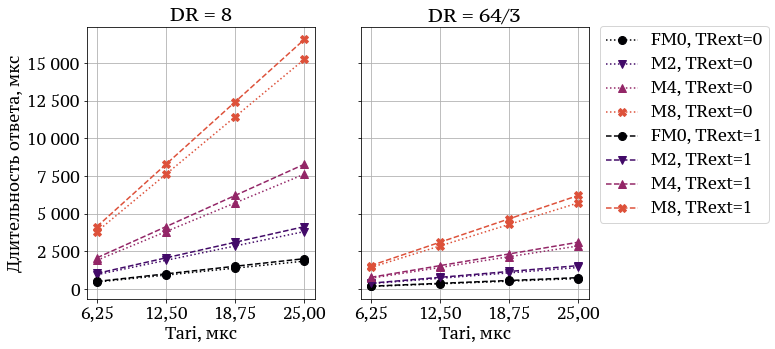 DR = 8
DR = 64/3
Длительность ответа, мкс
15 000
12 500
10 000
7 500
5 000
2 500
0
6,25 12,50 18,75 25,00
Tari, мкс
6,25 12,50 18,75 25,00
Tari, мкс
FM0, TRext=0
M2, TRext=0
M4, TRext=0
M8, TRext=0
FM0, TRext=1
M2, TRext=1
M4, TRext=1
M8, TRext=1